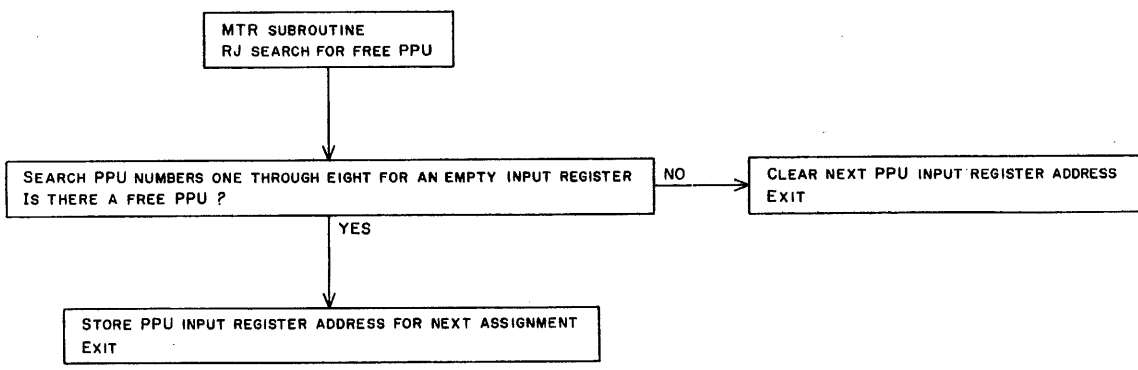 MTR SUBROUTINE
RJ SEARCH FOR FREE PPU
SEARCH PPU NUMBERS ONE THROUGH EIGHT FOR AN EMPTY INPUT REGISTER
IS THERE A FREE PPU ?
NO
CLEAR NEXT PPU INPUT REGISTER ADDRESS
EXIT
YES
STORE PPU INPUT REGISTER ADDRESS FOR NEXT ASSIGNMENT
EXIT